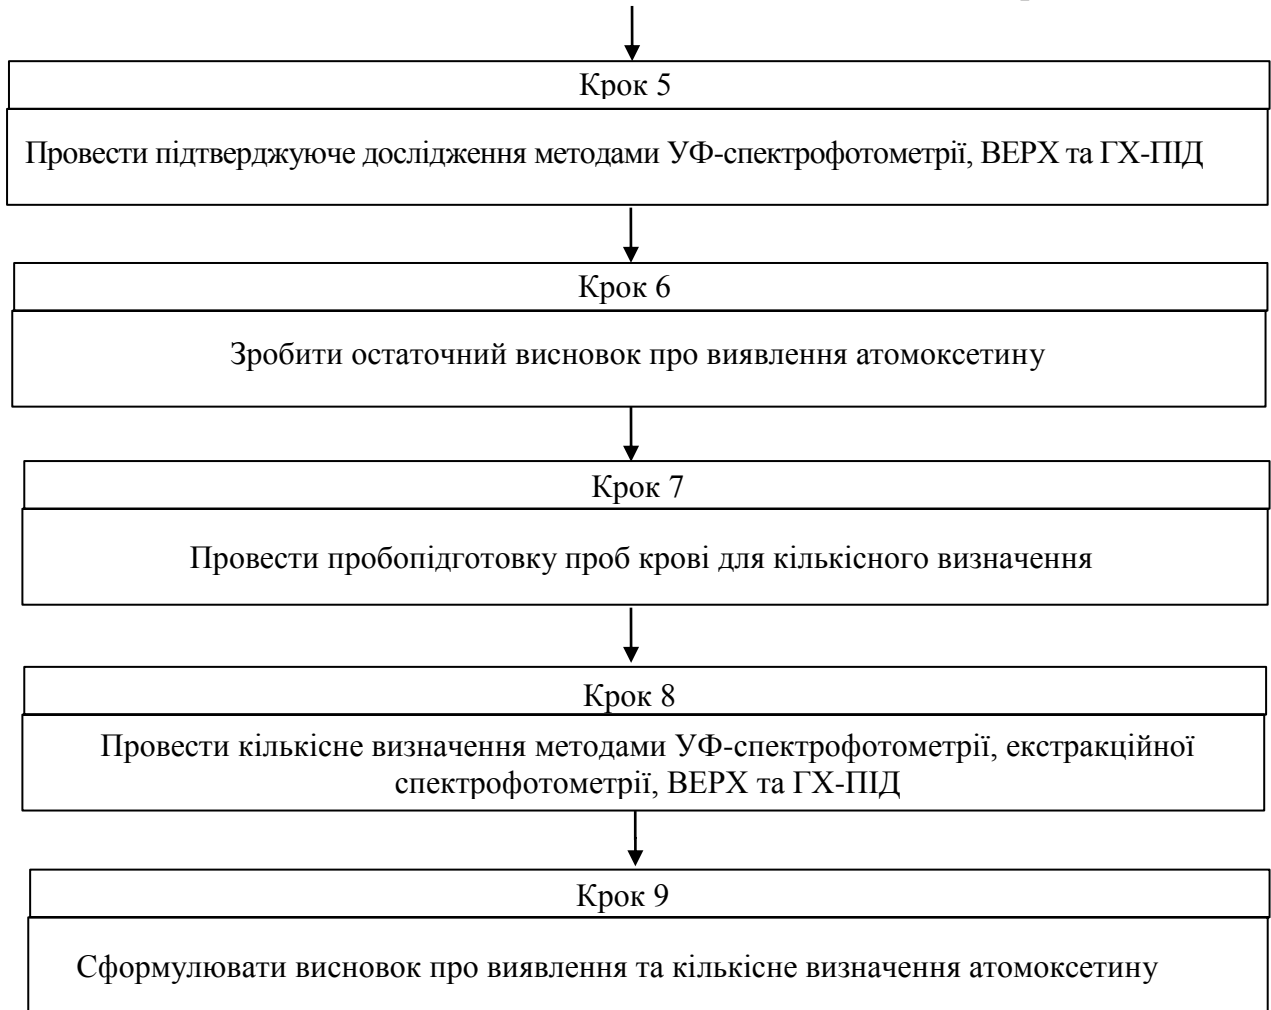 Крок 5
Провести підтверджуюче дослідження методами УФ-спектрофотометрії, ВЕРХ та ГХ-ПІД
Крок 6
Зробити остаточний висновок про виявлення атомоксетину
Крок 7
Провести пробопідготовку проб крові для кількісного визначення
Крок 8
Провести кількісне визначення методами УФ-спектрофотометрії, екстракційної
спектрофотометрії, ВЕРХ та ГХ-ПІД
Крок 9
Сформулювати висновок про виявлення та кількісне визначення атомоксетину